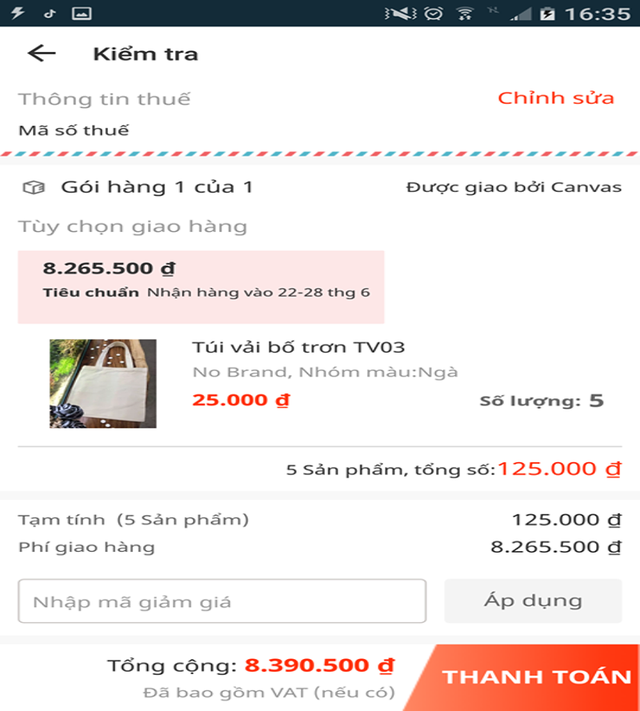 16:35
Kiểm tra
Thông tin thuế
Chỉnh sửa
Mã số thuế
Gói hàng 1 của 1
Được giao bởi Canvas
Tùy chọn giao hàng
8.265.500 ₫
Tiêu chuẩn Nhận hàng vào 22-28 thg 6
Túi vải bố trơn TV03
No Brand, Nhóm màu:Ngà
25.000 ₫
Số lượng: 5
5 Sản phẩm, tổng số:125.000 ₫
Tạm tính (5 Sản phẩm)
125.000 ₫
Phí giao hàng
8.265.500 ₫
Nhập mã giảm giá
Áp dụng
Tổng cộng: 8.390.500 ₫
Đã bao gồm VAT (nếu có)
THANH TOÁN